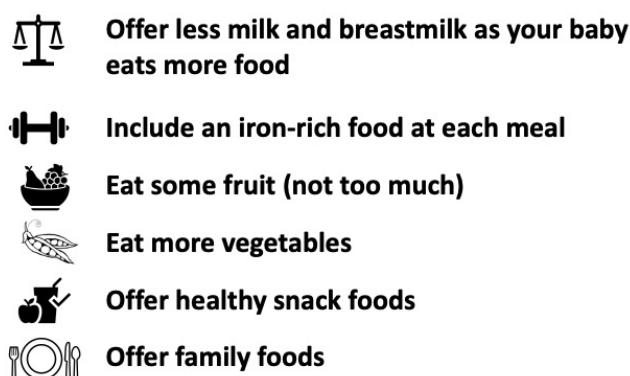 Offer less milk and breastmilk as your baby
eats more food
Include an iron-rich food at each meal
Eat some fruit (not too much)
Eat more vegetables
Offer healthy snack foods
Offer family foods